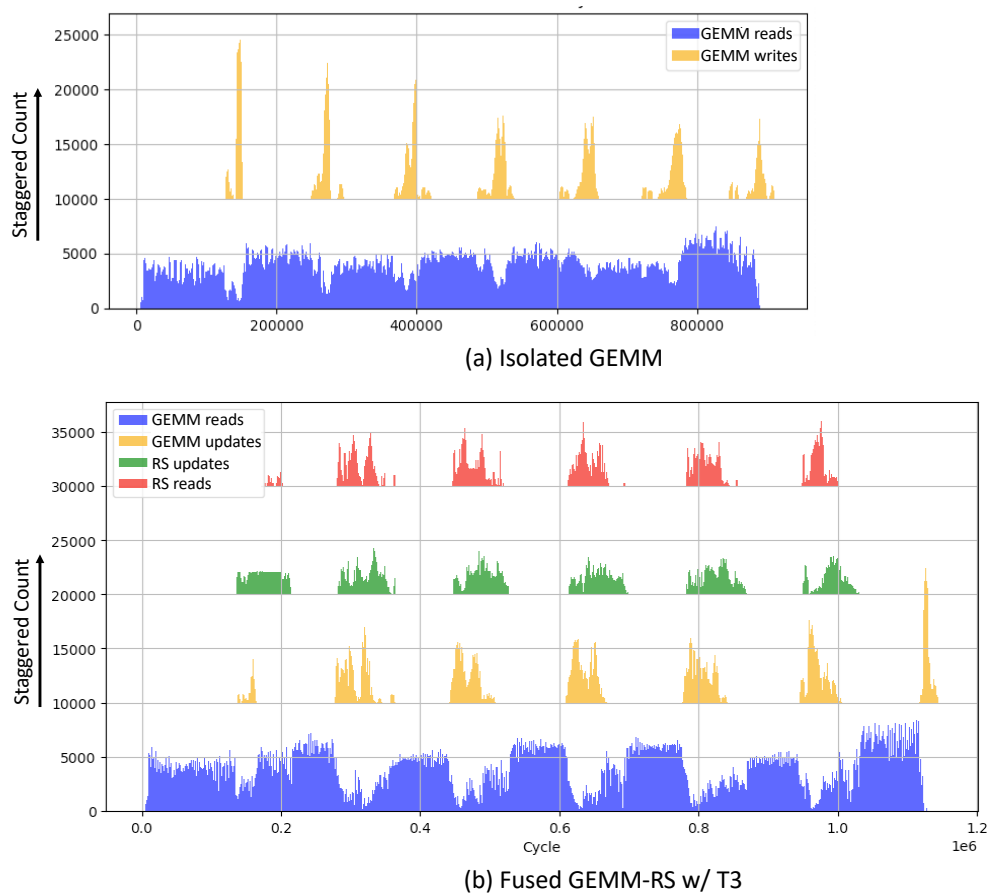 25000
20000
15000
10000
5000
0
Staggered Count
GEMM reads
GEMM writes
0 200000 400000 600000 800000
(a) Isolated GEMM
GEMM reads
GEMM updates
RS updates
RS reads
35000
30000
25000
20000
15000
10000
5000
0
Staggered Count
0.0 0.2 0.4 0.6 0.8 1.0 1.2
Cycle
1e6
(b) Fused GEMM-RS w/ T3